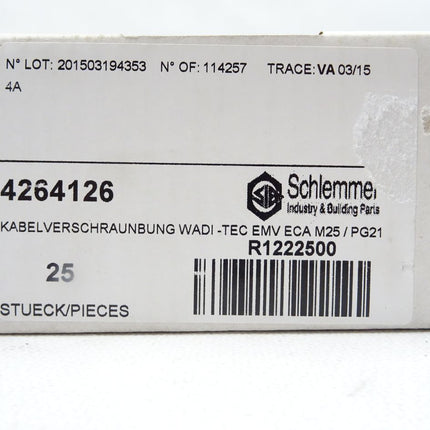 N° LOT: 201503194353 N° OF: 114257 TRACE: VA 03/15
4A
4264126
SIB Schlemmer
Industry & Building Parts
KABELVERSCHRAUNBUNG WADI -TEC EMV ECA M25 / PG21
R1222500
25
STUECK/PIECES